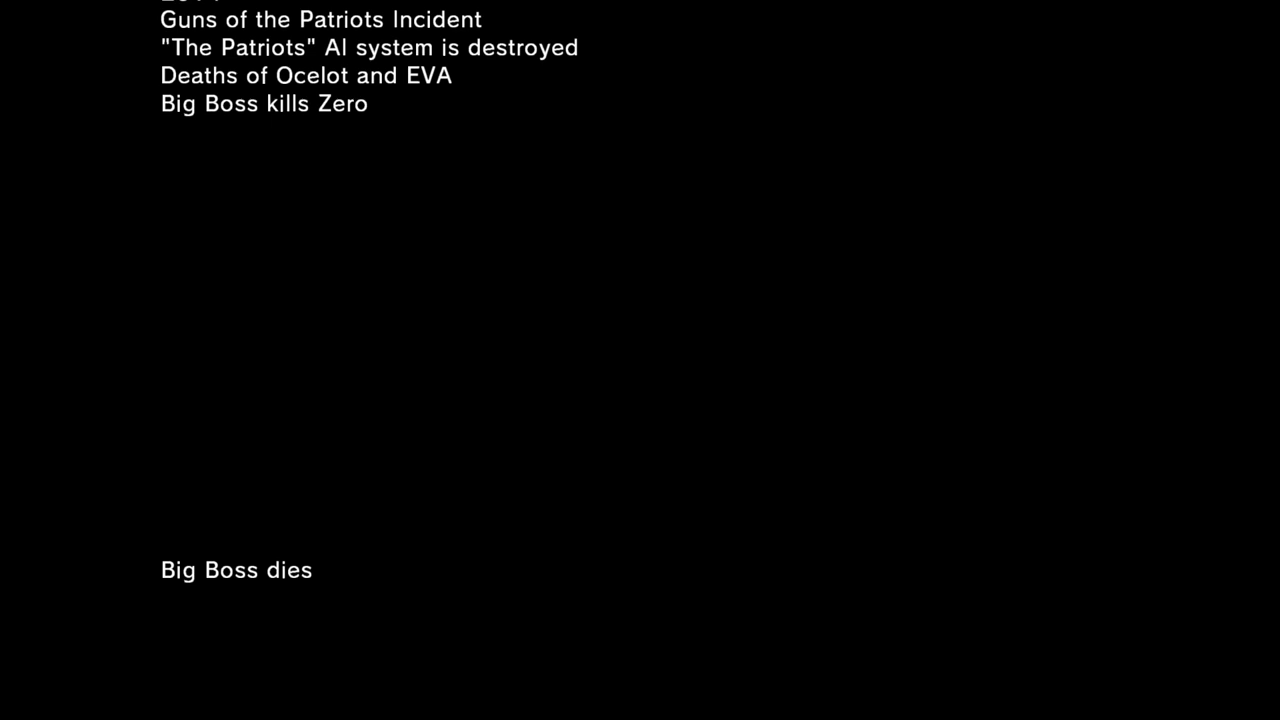 Guns of the Patriots Incident
"The Patriots" AI system is destroyed
Deaths of Ocelot and EVA
Big Boss kills Zero
Big Boss dies